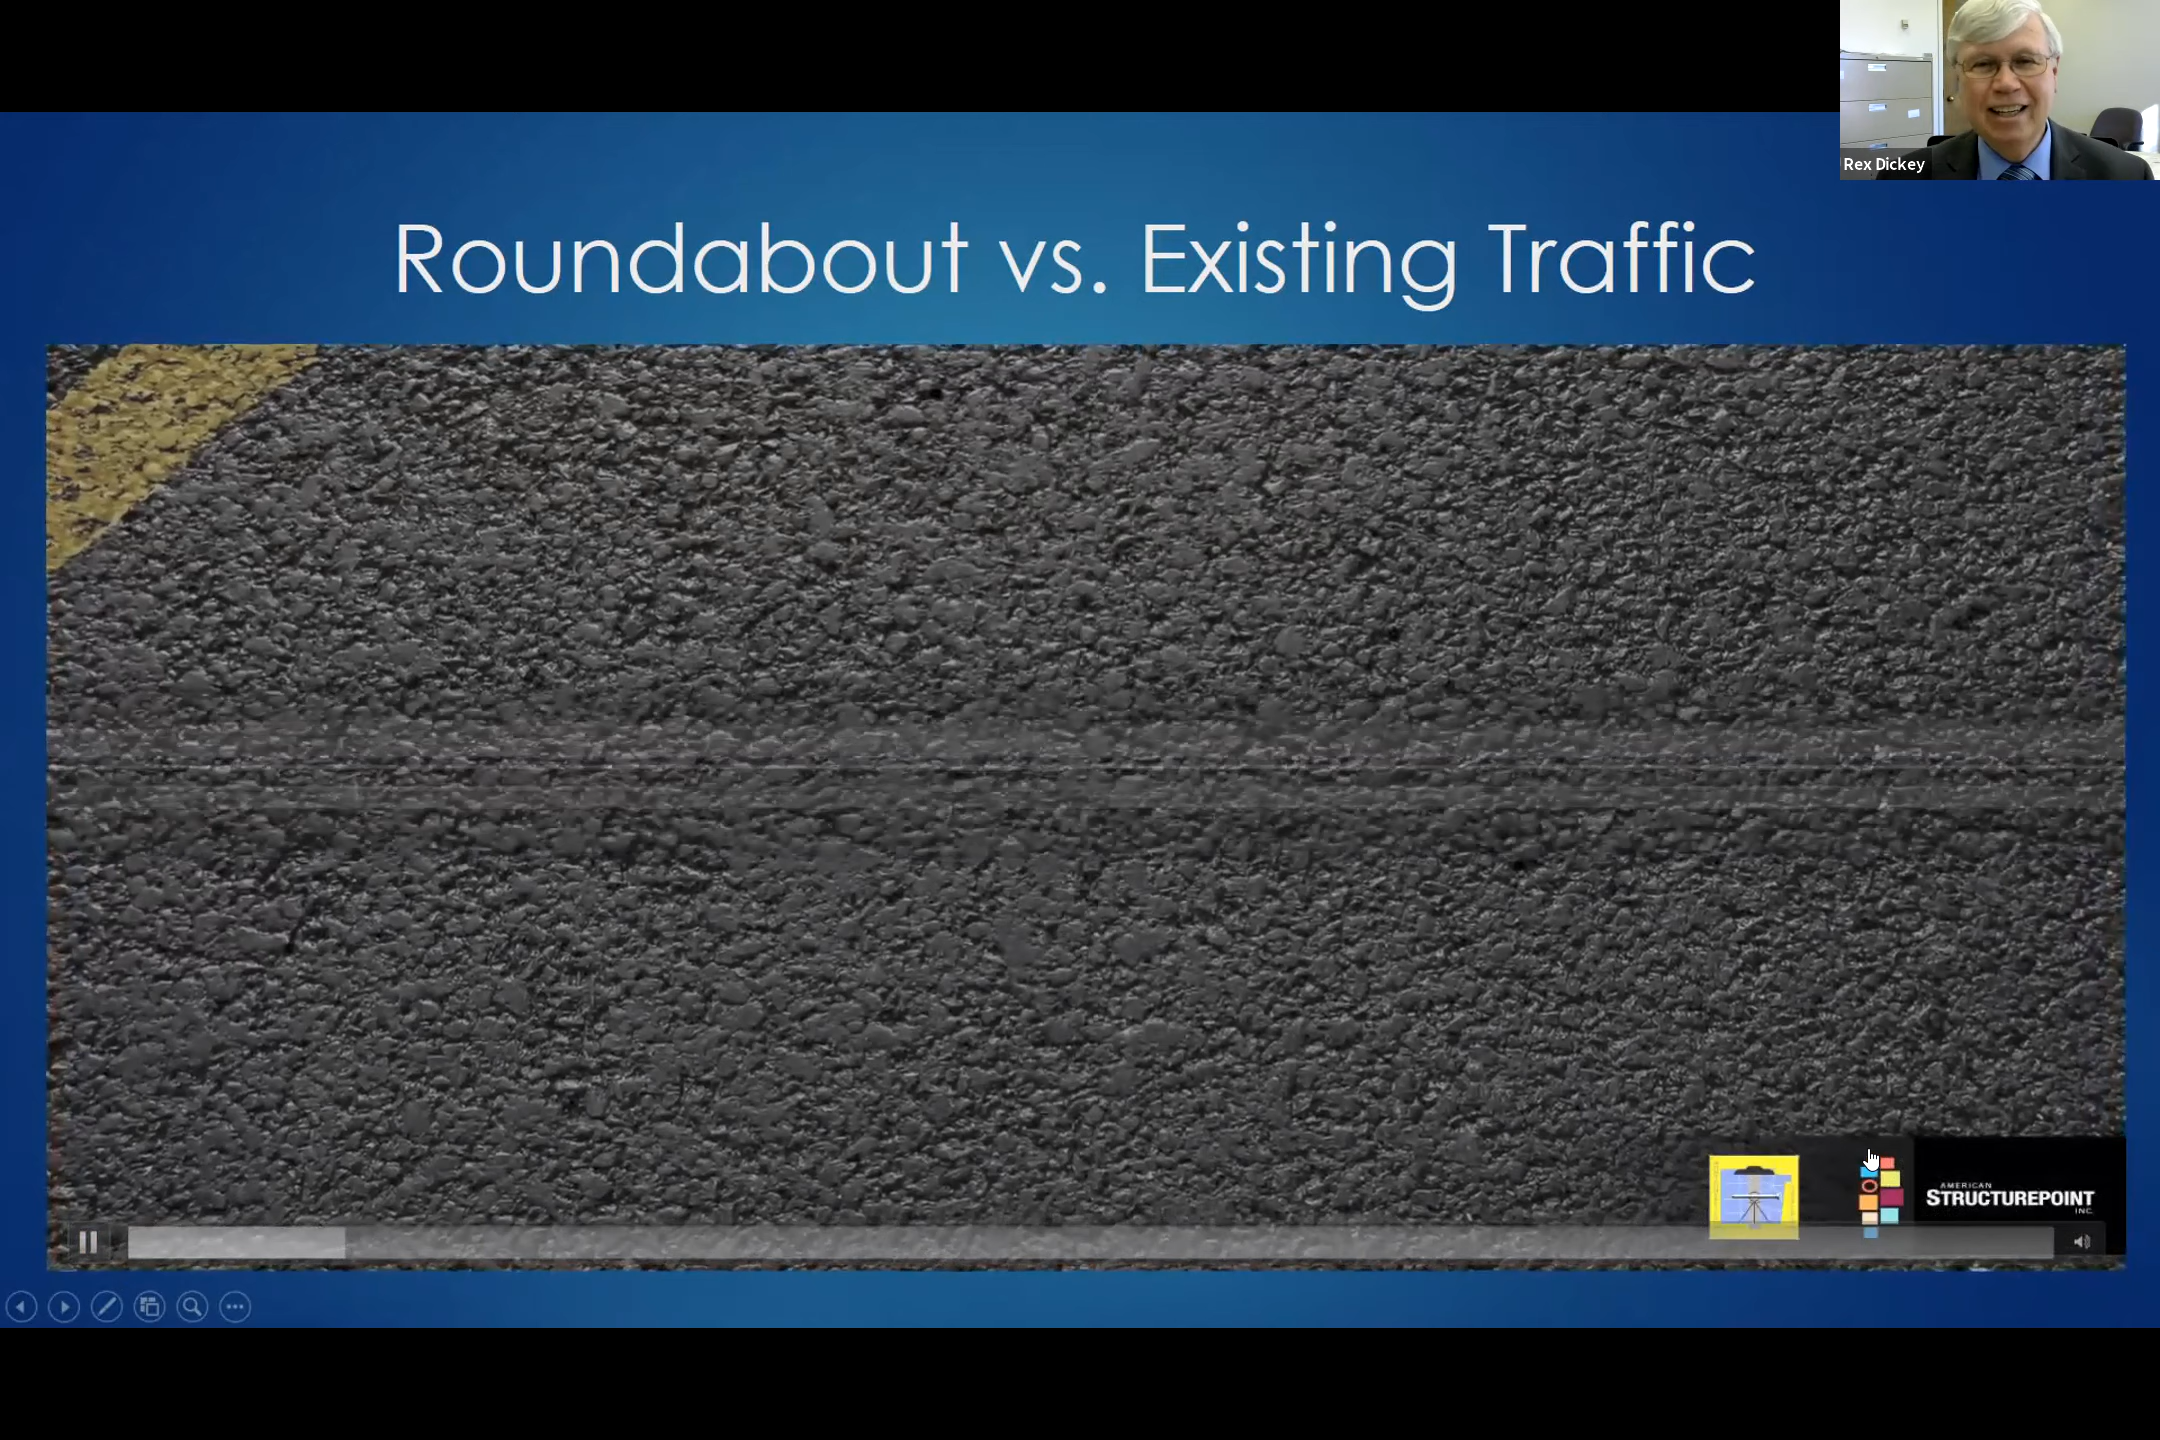 Rex Dickey
Roundabout vs. Existing Traffic
AMERICAN
STRUCTUREPOINT
INC.